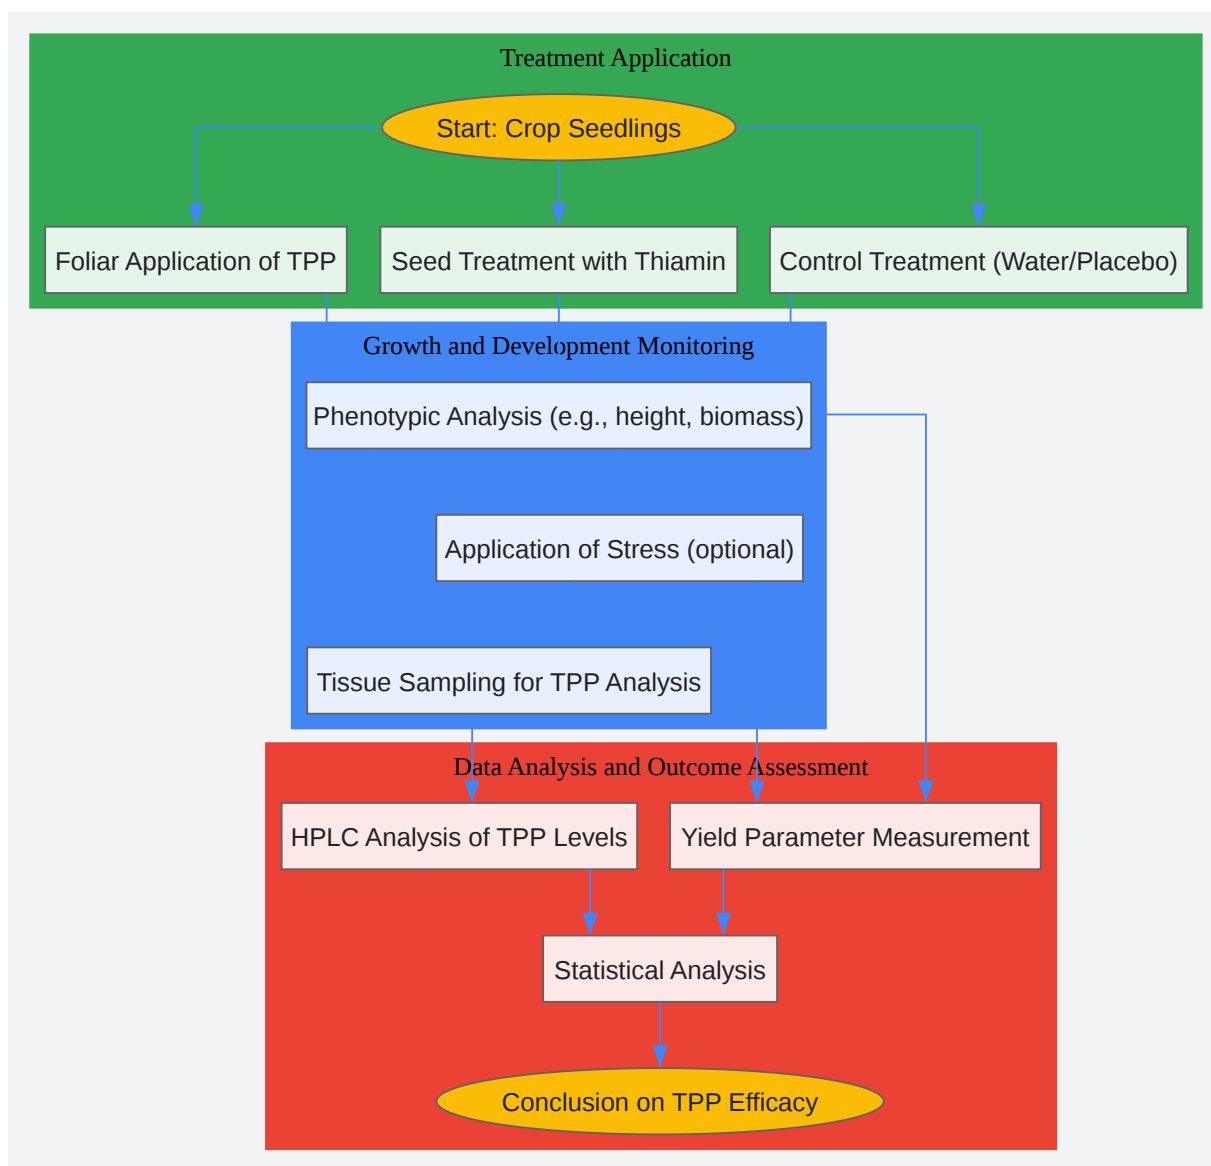 Treatment Application
Start: Crop Seedlings
Foliar Application of TPP
Seed Treatment with Thiamin
Control Treatment (Water/Placebo)
Growth and Development Monitoring
Phenotypic Analysis (e.g., height, biomass)
Application of Stress (optional)
Tissue Sampling for TPP Analysis
Data Analysis and Outcome Assessment
HPLC Analysis of TPP Levels
Yield Parameter Measurement
Statistical Analysis
Conclusion on TPP Efficacy